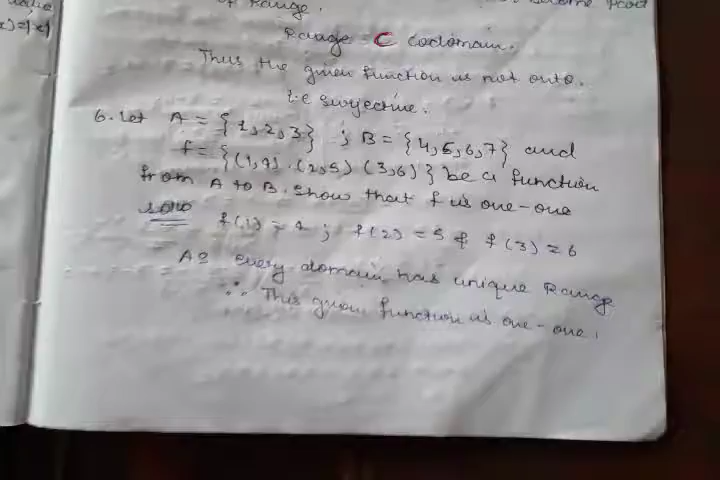 of Range.
Range ⊂ Codomain.
Thus the given function is not onto.
i.e surjective.
6. Let A = {1,2,3} ; B = {4,5,6,7} and
f = {(1,4).(2,5) (3,6)} be a function
from A to B. Show that f is one-one
f(1) = 4 ; f(2) = 5 & f(3) = 6
As every domain has unique Range
∴ This given function is one-one.